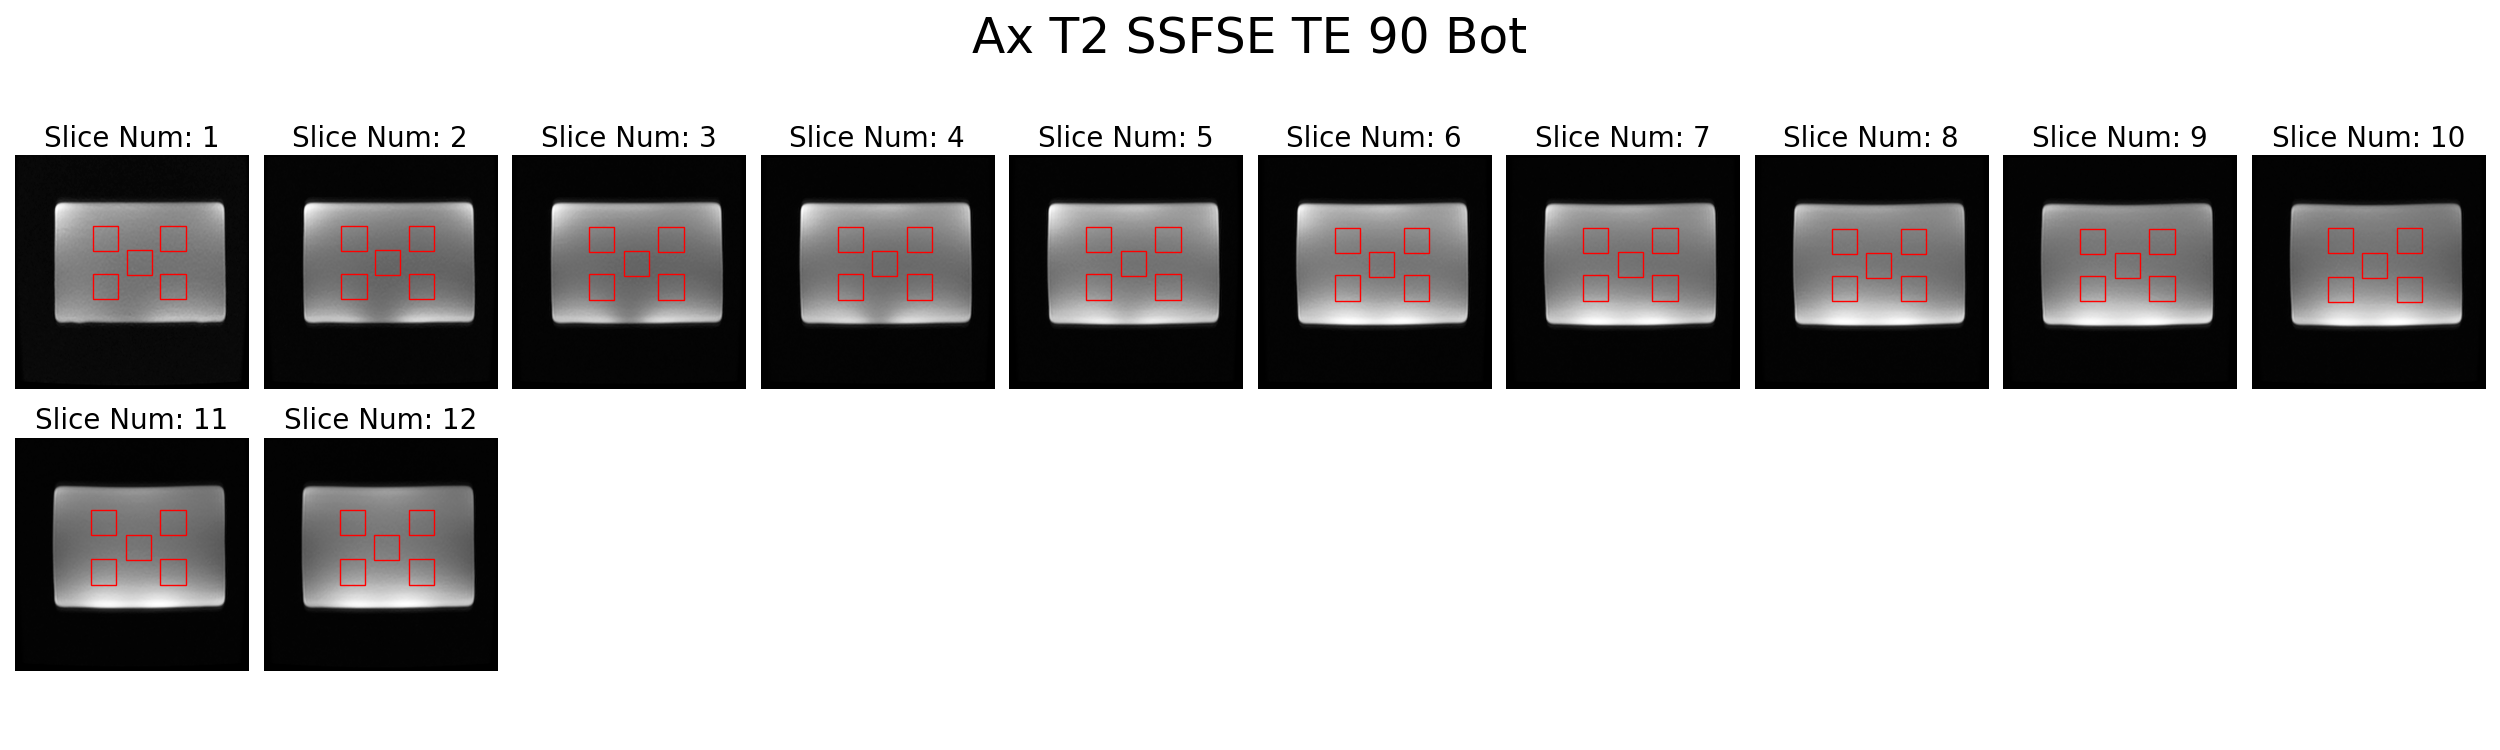 Ax T2 SSFSE TE 90 Bot
Slice Num: 1
Slice Num: 2
Slice Num: 3
Slice Num: 4
Slice Num: 5
Slice Num: 6
Slice Num: 7
Slice Num: 8
Slice Num: 9
Slice Num: 10
Slice Num: 11
Slice Num: 12